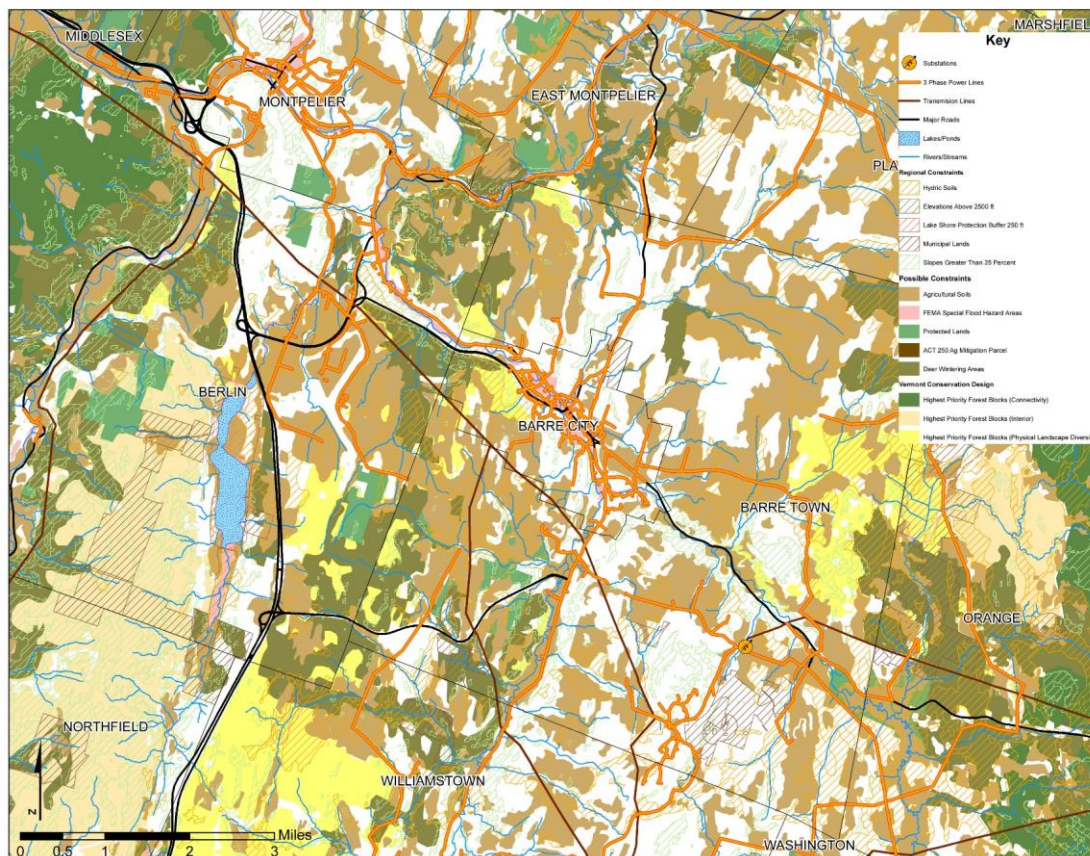 MIDDLESEX
MARSHFIEL
MONTPELIER
EAST MONTPELIER
PLA
BERLIN
BARRE CITY
BARRE TOWN
ORANGE
NORTHFIELD
WILLIAMSTOWN
WASHINGTON
Key
Substations
3 Phase Power Lines
Transmision Lines
Major Roads
Lakes/Ponds
Rivers/Streams
Regional Constraints
Hydric Soils
Elevations Above 2500 ft
Lake Shore Protection Buffer 250 ft
Municipal Lands
Slopes Greater Than 25 Percent
Possible Constraints
Agricultural Soils
FEMA Special Flood Hazard Areas
Protected Lands
ACT 250 Ag Mitigation Parcel
Deer Wintering Areas
Vermont Conservation Design
Highest Priority Forest Blocks (Connectivity)
Highest Priority Forest Blocks (Interior)
Highest Priority Forest Blocks (Physical Landscape Diversi
N
Miles
0 0.5 1 2 3